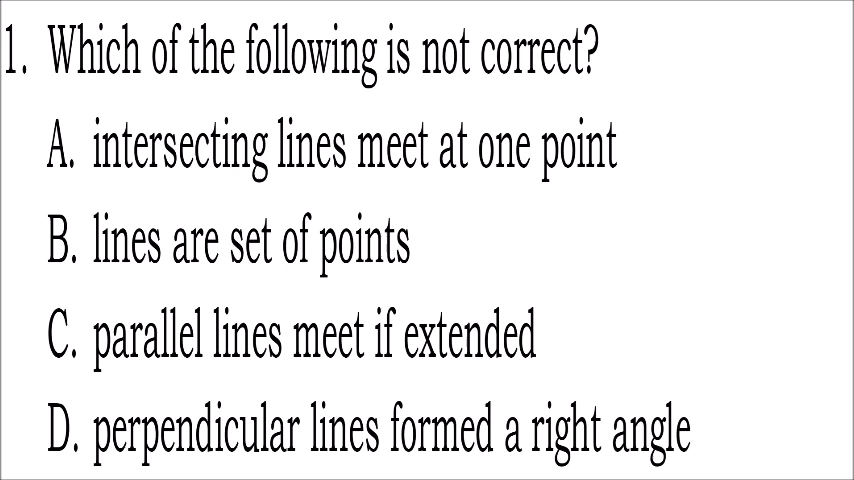 1. Which of the following is not correct?
A. intersecting lines meet at one point
B. lines are set of points
C. parallel lines meet if extended
D. perpendicular lines formed a right angle